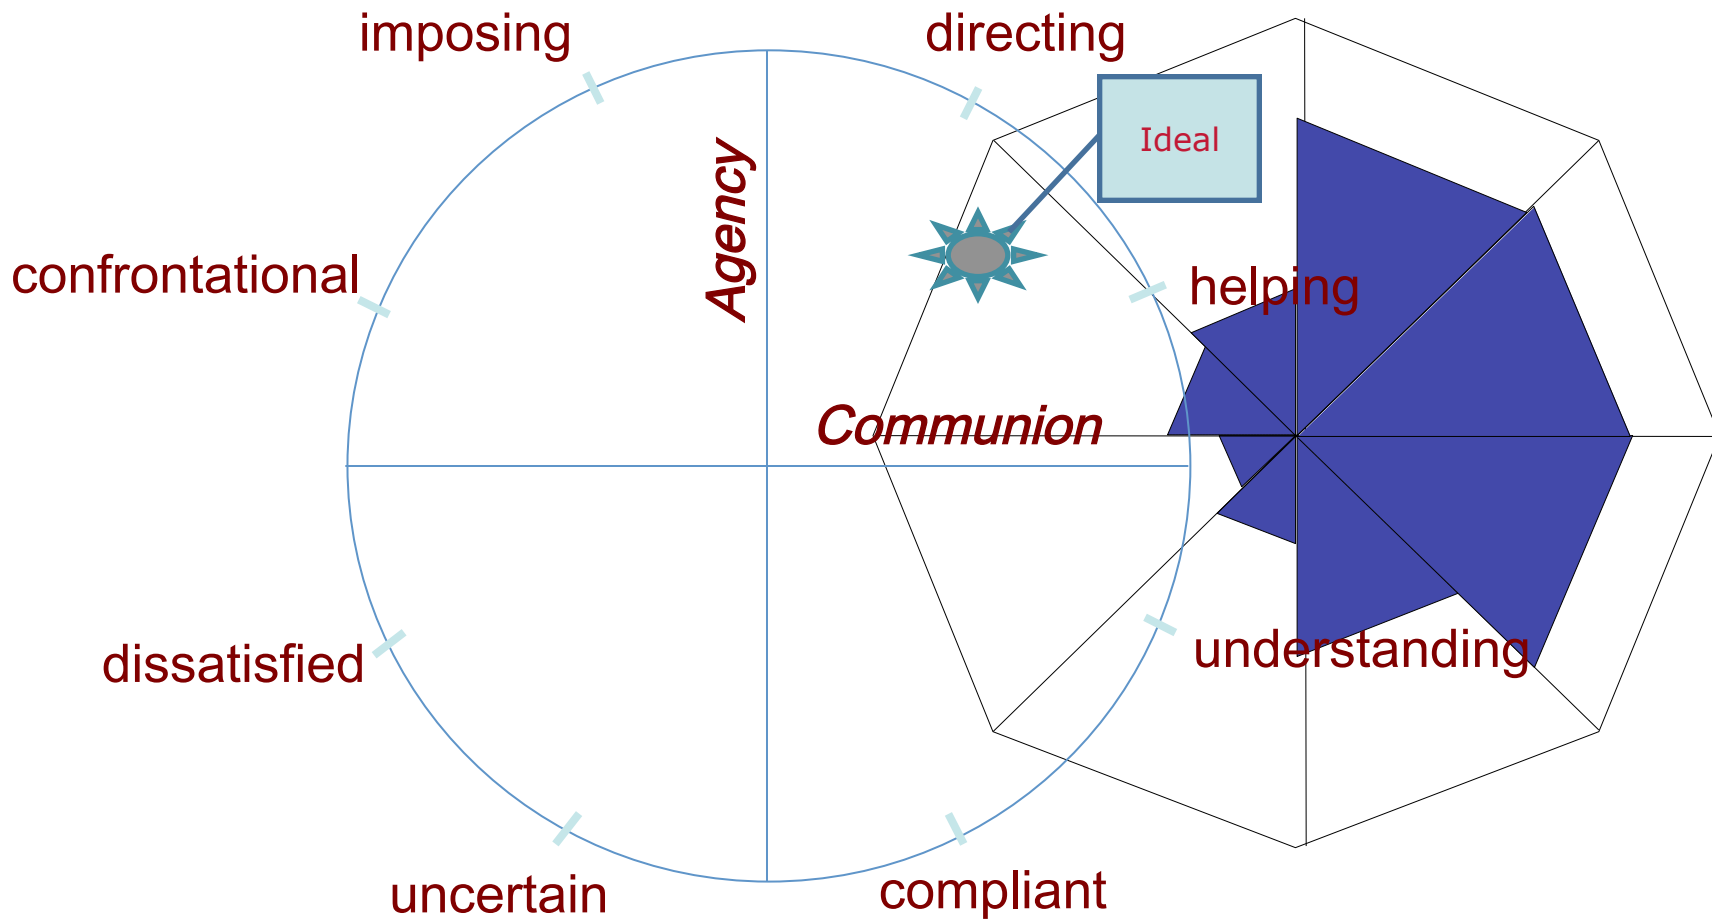 imposing
directing
Ideal
Agency
confrontational
helping
Communion
dissatisfied
understanding
uncertain
compliant